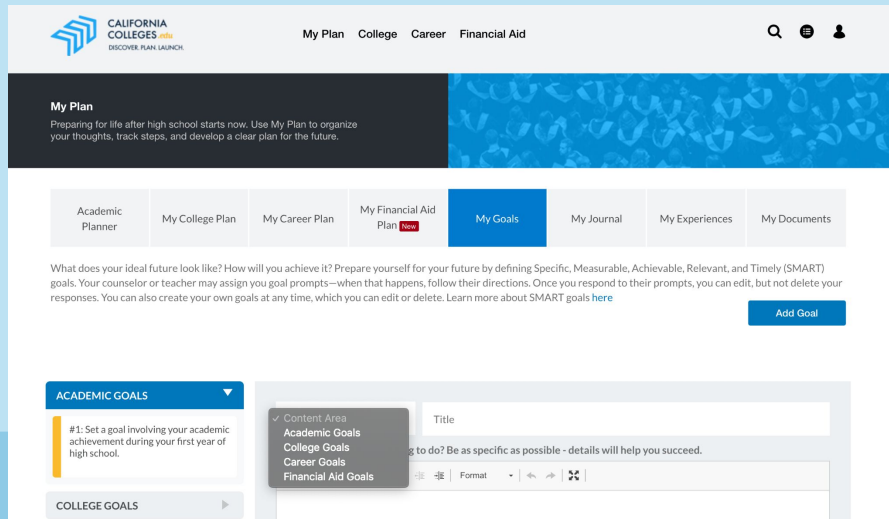 CALIFORNIA
COLLEGES.edu
DISCOVER. PLAN. LAUNCH.
My Plan College Career Financial Aid
My Plan
Preparing for life after high school starts now. Use My Plan to organize
your thoughts, track steps, and develop a clear plan for the future.
Academic
Planner
My College Plan
My Career Plan
My Financial Aid
Plan New
My Goals
My Journal
My Experiences
My Documents
What does your ideal future look like? How will you achieve it? Prepare yourself for your future by defining Specific, Measurable, Achievable, Relevant, and Timely (SMART)
goals. Your counselor or teacher may assign you goal prompts—when that happens, follow their directions. Once you respond to their prompts, you can edit, but not delete your
responses. You can also create your own goals at any time, which you can edit or delete. Learn more about SMART goals here
Add Goal
ACADEMIC GOALS
#1: Set a goal involving your academic
achievement during your first year of
high school.
COLLEGE GOALS
✓ Content Area
Academic Goals
College Goals
Career Goals
Financial Aid Goals
Title
to do? Be as specific as possible - details will help you succeed.
Format